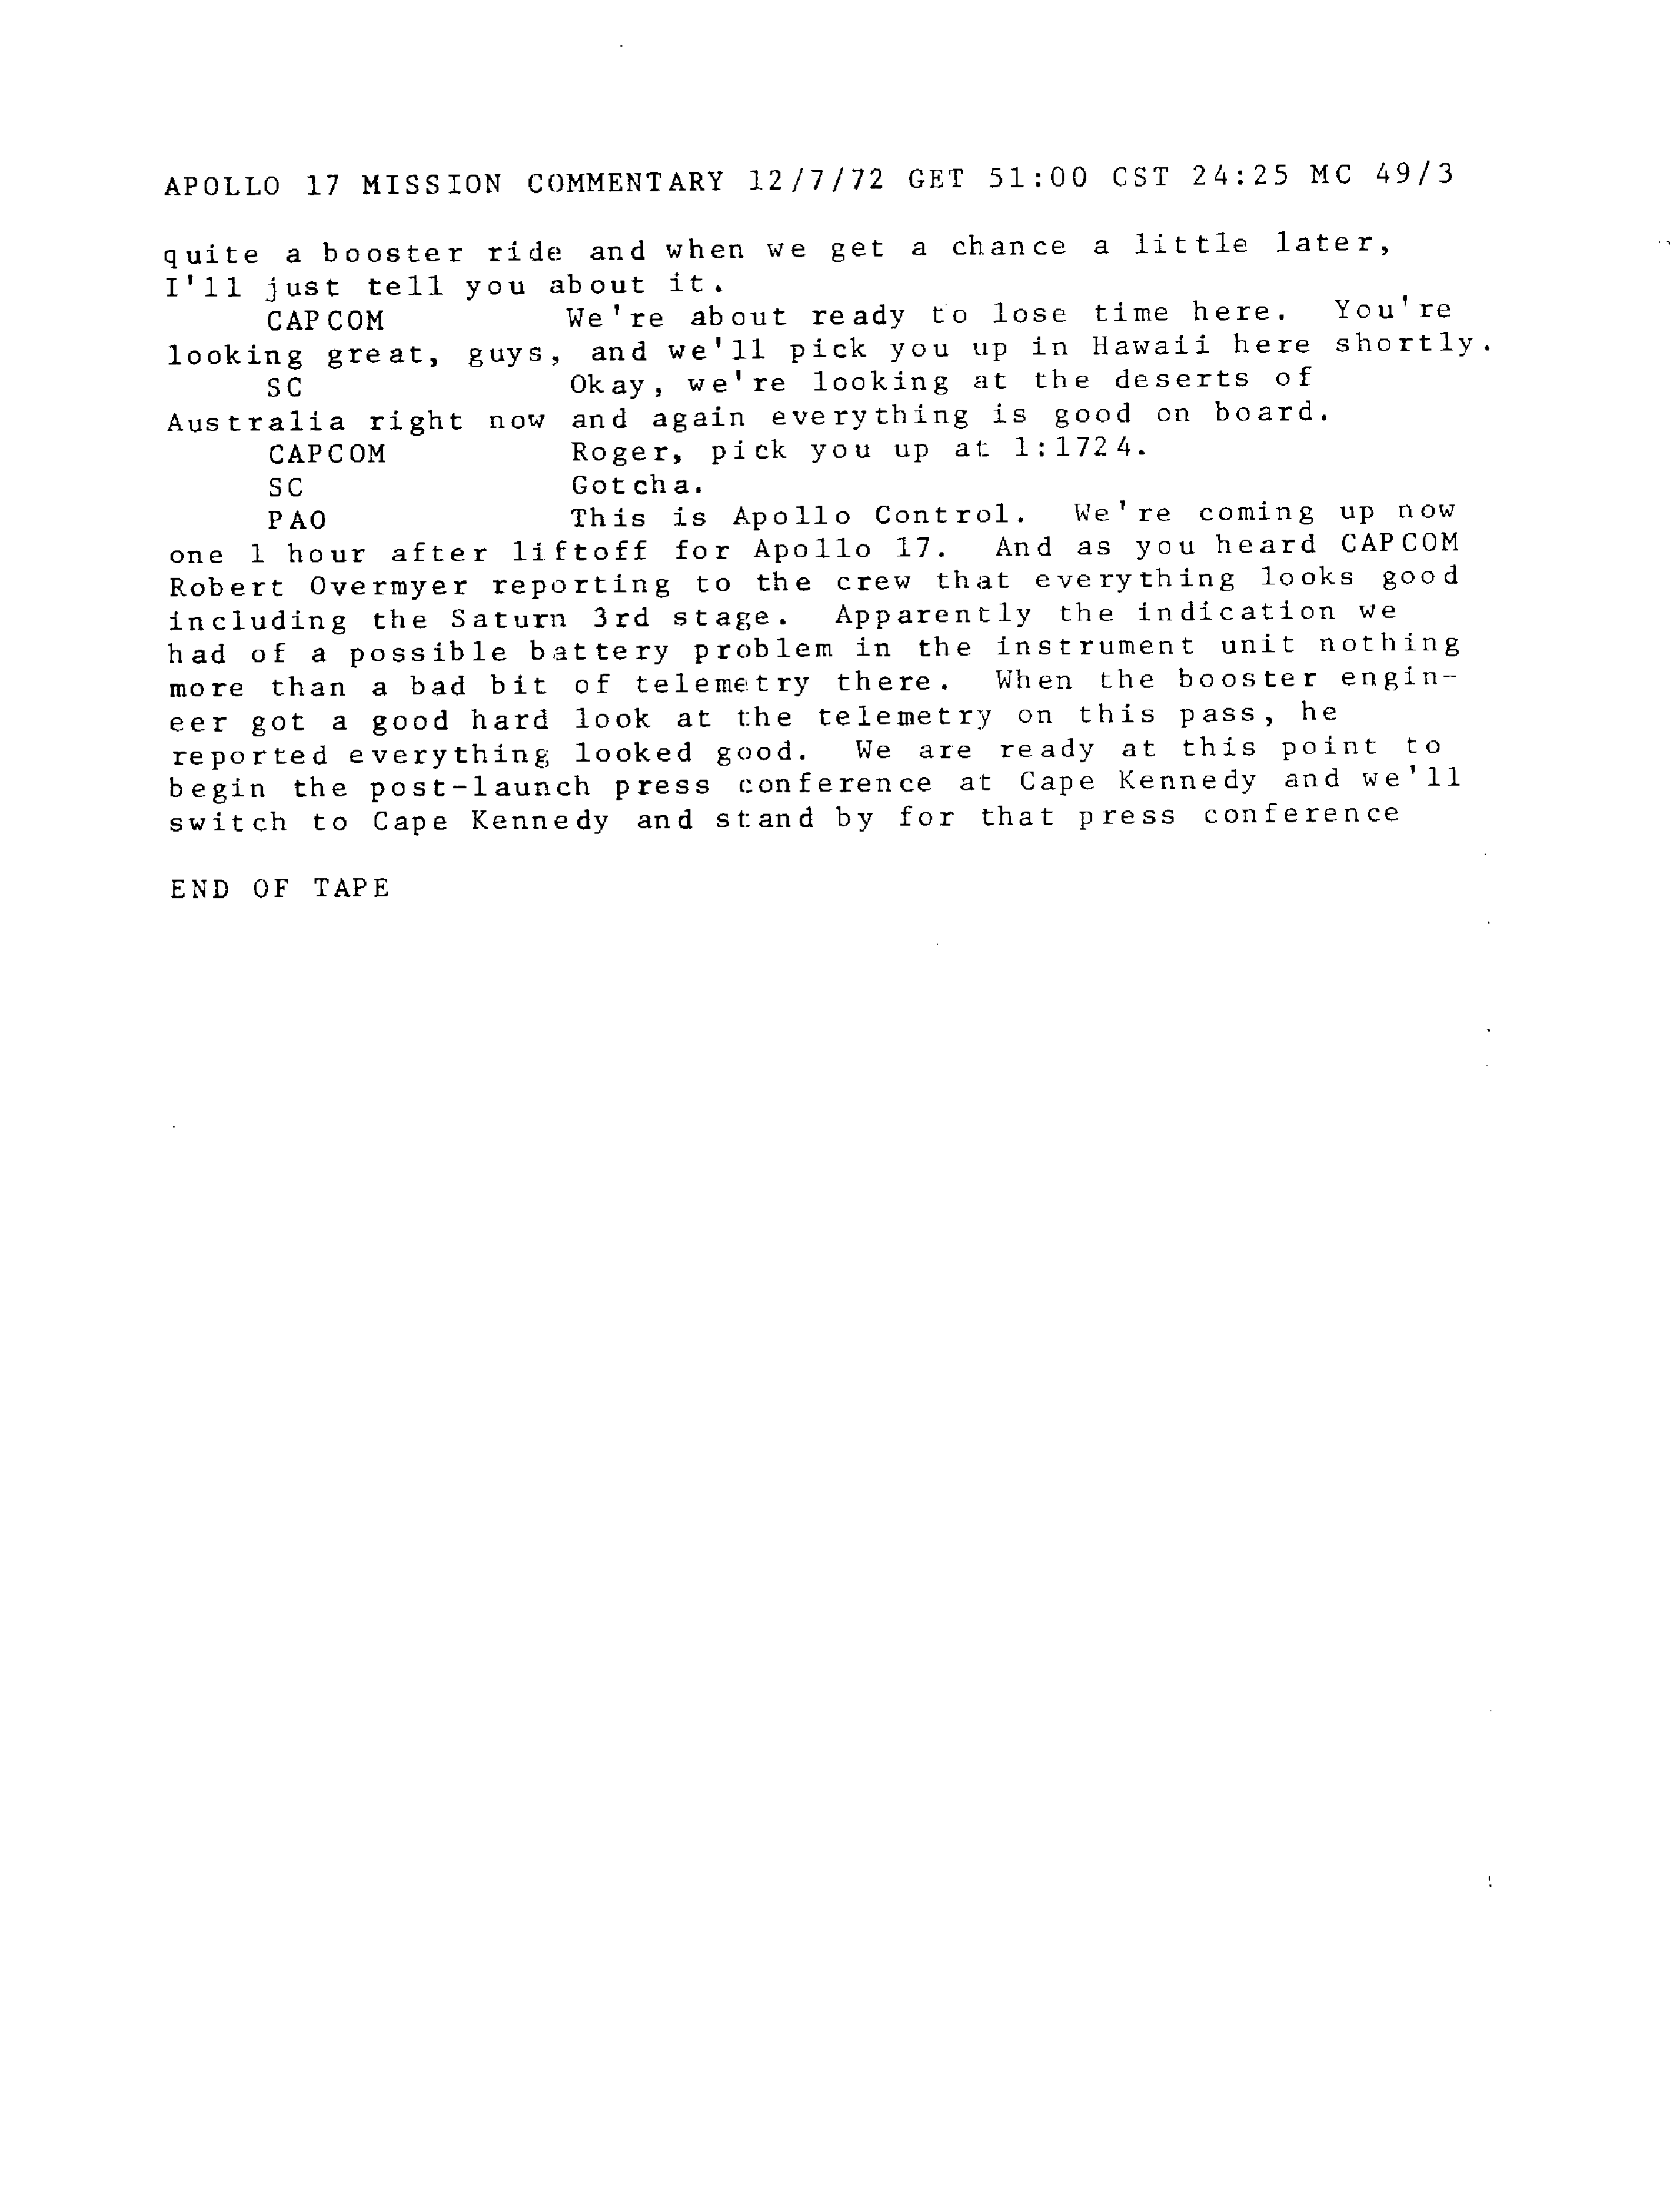 APOLLO 17 MISSION COMMENTARY 12/7/72 GET 51:00 CST 24:25 MC 49/3
quite a booster ride and when we get a chance a little later,
I'll just tell you about it.
CAPCOM We're about ready to lose time here. You're
looking great, guys, and we'll pick you up in Hawaii here shortly.
SC Okay, we're looking at the deserts of
Australia right now and again everything is good on board.
CAPCOM Roger, pick you up at 1:1724.
SC Gotcha.
PAO This is Apollo Control. We're coming up now
one 1 hour after liftoff for Apollo 17. And as you heard CAPCOM
Robert Overmyer reporting to the crew that everything looks good
including the Saturn 3rd stage. Apparently the indication we
had of a possible battery problem in the instrument unit nothing
more than a bad bit of telemetry there. When the booster engin-
eer got a good hard look at the telemetry on this pass, he
reported everything looked good. We are ready at this point to
begin the post-launch press conference at Cape Kennedy and we'll
switch to Cape Kennedy and stand by for that press conference
END OF TAPE